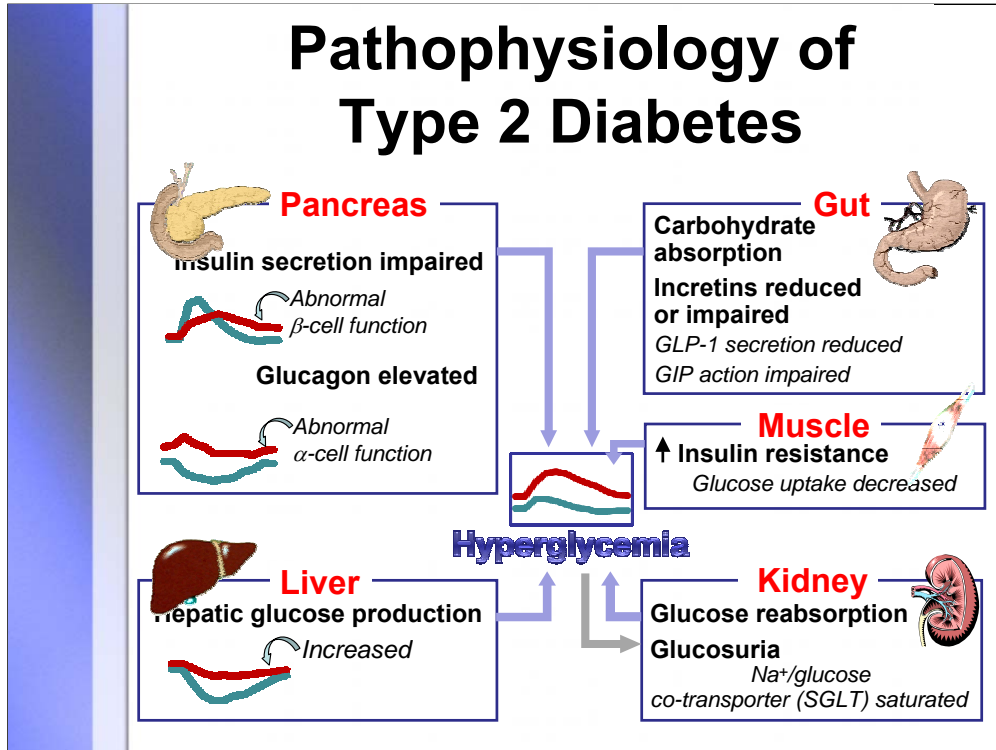 Pathophysiology of
Type 2 Diabetes
Pancreas
Insulin secretion impaired
Abnormal
β-cell function
Glucagon elevated
Abnormal
α-cell function
Gut
Carbohydrate
absorption
Incretins reduced
or impaired
GLP-1 secretion reduced
GIP action impaired
Muscle
↑ Insulin resistance
Glucose uptake decreased
Hyperglycemia
Liver
Hepatic glucose production
Increased
Kidney
Glucose reabsorption
Glucosuria
Na⁺/glucose
co-transporter (SGLT) saturated